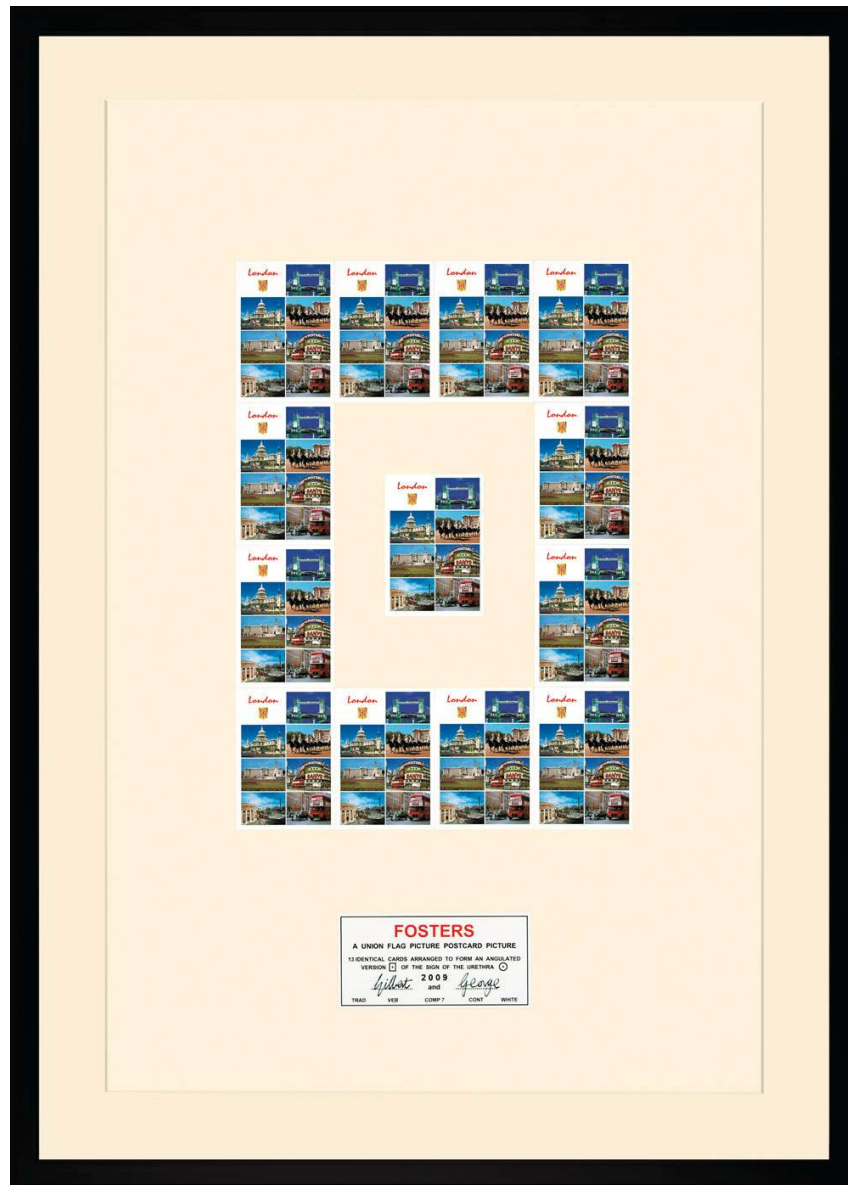 London London London London
London London
London
London London
London London London London
FOSTERS
A UNION FLAG PICTURE POSTCARD PICTURE
13 IDENTICAL CARDS ARRANGED TO FORM AN ANGULATED
VERSION ⊡ OF THE SIGN OF THE URETHRA ⊙
2009
Gilbert and George
TRAD VER COMP 7 CONT WHITE